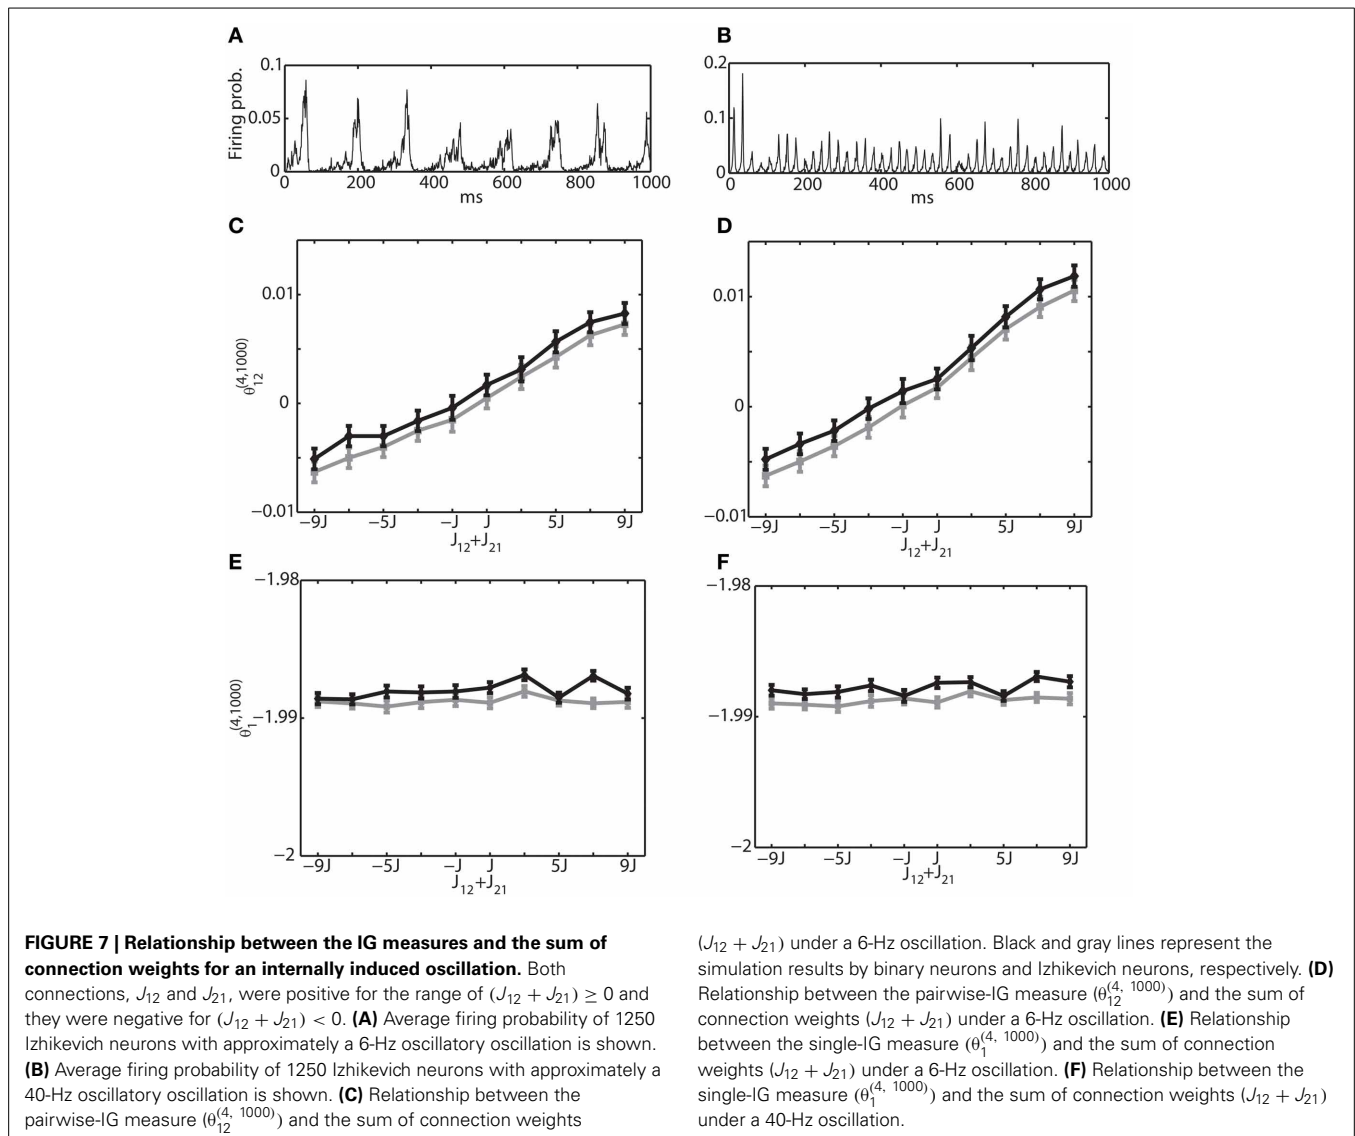 A
Firing prob.
0.1
0.05
0
0 200 400 600 800 1000
ms
B
0.2
0.1
0
0 200 400 600 800 1000
ms
C
θ₁₂^(4,1000)
0.01
0
−0.01
−9J −5J −J J 5J 9J
J₁₂+J₂₁
D
0.01
0
−0.01
−9J −5J −J J 5J 9J
J₁₂+J₂₁
E
θ₁^(4,1000)
−1.98
−1.99
−2
−9J −5J −J J 5J 9J
J₁₂+J₂₁
F
−1.98
−1.99
−2
−9J −5J −J J 5J 9J
J₁₂+J₂₁
FIGURE 7 | Relationship between the IG measures and the sum of
connection weights for an internally induced oscillation. Both
connections, J₁₂ and J₂₁, were positive for the range of (J₁₂ + J₂₁) ≥ 0 and
they were negative for (J₁₂ + J₂₁) < 0. (A) Average firing probability of 1250
Izhikevich neurons with approximately a 6-Hz oscillatory oscillation is shown.
(B) Average firing probability of 1250 Izhikevich neurons with approximately a
40-Hz oscillatory oscillation is shown. (C) Relationship between the
pairwise-IG measure (θ₁₂^(4, 1000)) and the sum of connection weights
(J₁₂ + J₂₁) under a 6-Hz oscillation. Black and gray lines represent the
simulation results by binary neurons and Izhikevich neurons, respectively. (D)
Relationship between the pairwise-IG measure (θ₁₂^(4, 1000)) and the sum of
connection weights (J₁₂ + J₂₁) under a 6-Hz oscillation. (E) Relationship
between the single-IG measure (θ₁^(4, 1000)) and the sum of connection
weights (J₁₂ + J₂₁) under a 6-Hz oscillation. (F) Relationship between the
single-IG measure (θ₁^(4, 1000)) and the sum of connection weights (J₁₂ + J₂₁)
under a 40-Hz oscillation.